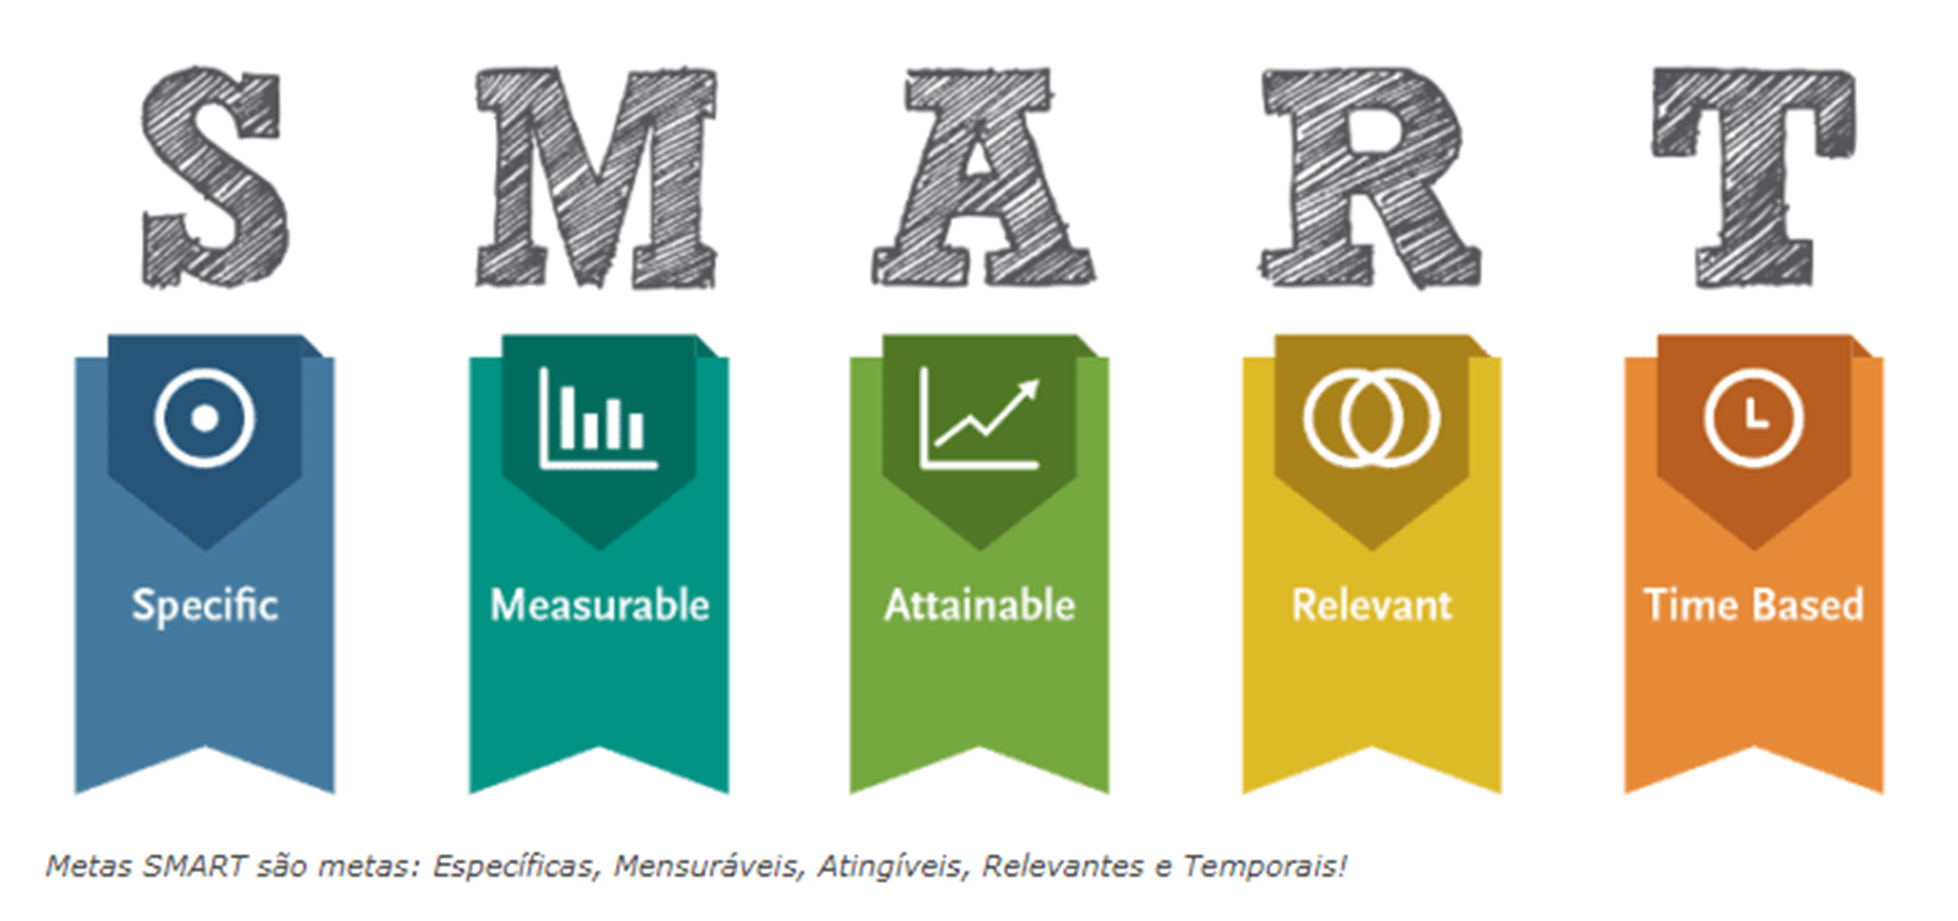 S M A R T
Specific Measurable Attainable Relevant Time Based
Metas SMART são metas: Específicas, Mensuráveis, Atingíveis, Relevantes e Temporais!